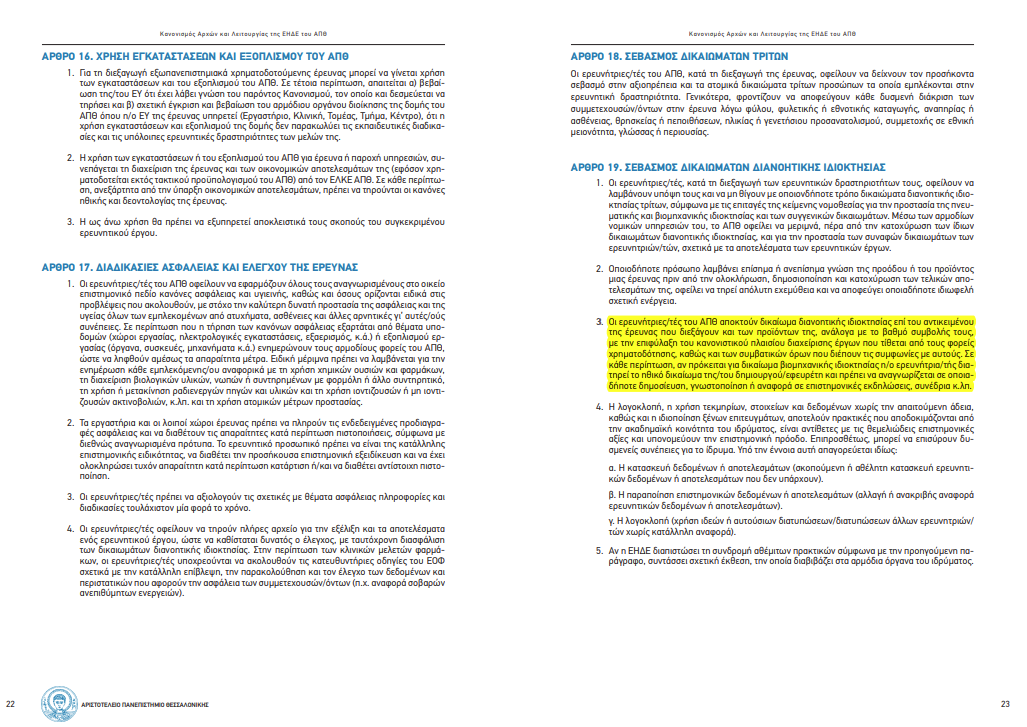 Κανονισμός Αρχών και Λειτουργίας της ΕΗΔΕ του ΑΠΘ
ΑΡΘΡΟ 16. ΧΡΗΣΗ ΕΓΚΑΤΑΣΤΑΣΕΩΝ ΚΑΙ ΕΞΟΠΛΙΣΜΟΥ ΤΟΥ ΑΠΘ
1. Για τη διεξαγωγή εξωπανεπιστημιακά χρηματοδοτούμενης έρευνας μπορεί να γίνεται χρήση
των εγκαταστάσεων και του εξοπλισμού του ΑΠΘ. Σε τέτοια περίπτωση, απαιτείται α) βεβαί-
ωση της/του ΕΥ ότι έχει λάβει γνώση του παρόντος Κανονισμού, τον οποίο και δεσμεύεται να
τηρήσει και β) σχετική έγκριση και βεβαίωση του αρμόδιου οργάνου διοίκησης της δομής του
ΑΠΘ όπου η/ο ΕΥ της έρευνας υπηρετεί (Εργαστήριο, Κλινική, Τομέας, Τμήμα, Κέντρο), ότι η
χρήση εγκαταστάσεων και εξοπλισμού της δομής δεν παρακωλύει τις εκπαιδευτικές διαδικα-
σίες και τις υπόλοιπες ερευνητικές δραστηριότητες των μελών της.
2. Η χρήση των εγκαταστάσεων ή του εξοπλισμού του ΑΠΘ για έρευνα ή παροχή υπηρεσιών, συ-
νεπάγεται τη διαχείριση της έρευνας και των οικονομικών αποτελεσμάτων της (εφόσον χρη-
ματοδοτείται εκτός τακτικού προϋπολογισμού του ΑΠΘ) από τον ΕΛΚΕ ΑΠΘ. Σε κάθε περίπτω-
ση, ανεξάρτητα από την ύπαρξη οικονομικών αποτελεσμάτων, πρέπει να τηρούνται οι κανόνες
ηθικής και δεοντολογίας της έρευνας.
3. Η ως άνω χρήση θα πρέπει να εξυπηρετεί αποκλειστικά τους σκοπούς του συγκεκριμένου
ερευνητικού έργου.
ΑΡΘΡΟ 17. ΔΙΑΔΙΚΑΣΙΕΣ ΑΣΦΑΛΕΙΑΣ ΚΑΙ ΕΛΕΓΧΟΥ ΤΗΣ ΕΡΕΥΝΑΣ
1. Οι ερευνήτριες/τές του ΑΠΘ οφείλουν να εφαρμόζουν όλους τους αναγνωρισμένους στο οικείο
επιστημονικό πεδίο κανόνες ασφάλειας και υγιεινής, καθώς και όσους ορίζονται ειδικά στις
προβλέψεις που ακολουθούν, με στόχο την καλύτερη δυνατή προστασία της ασφάλειας και της
υγείας όλων των εμπλεκομένων από ατυχήματα, ασθένειες και άλλες αρνητικές γι' αυτές/ούς
συνέπειες. Σε περίπτωση που η τήρηση των κανόνων ασφάλειας εξαρτάται από θέματα υπο-
δομών (χώροι εργασίας, ηλεκτρολογικές εγκαταστάσεις, εξαερισμός, κ.ά.) ή εξοπλισμού ερ-
γασίας (όργανα, συσκευές, μηχανήματα κ.ά.) ενημερώνουν τους αρμοδίους φορείς του ΑΠΘ,
ώστε να ληφθούν αμέσως τα απαραίτητα μέτρα. Ειδική μέριμνα πρέπει να λαμβάνεται για την
ενημέρωση κάθε εμπλεκόμενης/ου αναφορικά με τη χρήση χημικών ουσιών και φαρμάκων,
τη διαχείριση βιολογικών υλικών, νωπών ή συντηρημένων με φορμόλη ή άλλο συντηρητικό,
τη χρήση ή μετακίνηση ραδιενεργών πηγών και υλικών και τη χρήση ιοντιζουσών ή μη ιοντι-
ζουσών ακτινοβολιών, κ.λπ. και τη χρήση ατομικών μέτρων προστασίας.
2. Τα εργαστήρια και οι λοιποί χώροι έρευνας πρέπει να πληρούν τις ενδεδειγμένες προδιαγρα-
φές ασφάλειας και να διαθέτουν τις απαραίτητες κατά περίπτωση πιστοποιήσεις, σύμφωνα με
διεθνώς αναγνωρισμένα πρότυπα. Το ερευνητικό προσωπικό πρέπει να είναι της κατάλληλης
επιστημονικής ειδικότητας, να διαθέτει την προσήκουσα επιστημονική εξειδίκευση και να έχει
ολοκληρώσει τυχόν απαραίτητη κατά περίπτωση κατάρτιση ή/και να διαθέτει αντίστοιχη πιστο-
ποίηση.
3. Οι ερευνήτριες/τές πρέπει να αξιολογούν τις σχετικές με θέματα ασφάλειας πληροφορίες και
διαδικασίες τουλάχιστον μία φορά το χρόνο.
4. Οι ερευνήτριες/τές οφείλουν να τηρούν πλήρες αρχείο για την εξέλιξη και τα αποτελέσματα
ενός ερευνητικού έργου, ώστε να καθίσταται δυνατός ο έλεγχος, με ταυτόχρονη διασφάλιση
των δικαιωμάτων διανοητικής ιδιοκτησίας. Στην περίπτωση των κλινικών μελετών φαρμά-
κων, οι ερευνήτριες/τές υποχρεούνται να ακολουθούν τις κατευθυντήριες οδηγίες του ΕΟΦ
σχετικά με την κατάλληλη επίβλεψη, την παρακολούθηση και τον έλεγχο των δεδομένων και
περιστατικών που αφορούν την ασφάλεια των συμμετεχουσών/όντων (π.χ. αναφορά σοβαρών
ανεπιθύμητων ενεργειών).
22
ΑΡΙΣΤΟΤΕΛΕΙΟ ΠΑΝΕΠΙΣΤΗΜΙΟ ΘΕΣΣΑΛΟΝΙΚΗΣ
Κανονισμός Αρχών και Λειτουργίας της ΕΗΔΕ του ΑΠΘ
ΑΡΘΡΟ 18. ΣΕΒΑΣΜΟΣ ΔΙΚΑΙΩΜΑΤΩΝ ΤΡΙΤΩΝ
Οι ερευνήτριες/τές του ΑΠΘ, κατά τη διεξαγωγή της έρευνας, οφείλουν να δείχνουν τον προσήκοντα
σεβασμό στην αξιοπρέπεια και τα ατομικά δικαιώματα τρίτων προσώπων τα οποία εμπλέκονται στην
ερευνητική δραστηριότητα. Γενικότερα, φροντίζουν να αποφεύγουν κάθε δυσμενή διάκριση των
συμμετεχουσών/όντων στην έρευνα λόγω φύλου, φυλετικής ή εθνοτικής καταγωγής, αναπηρίας ή
ασθένειας, θρησκείας ή πεποιθήσεων, ηλικίας ή γενετήσιου προσανατολισμού, συμμετοχής σε εθνική
μειονότητα, γλώσσας ή περιουσίας.
ΑΡΘΡΟ 19. ΣΕΒΑΣΜΟΣ ΔΙΚΑΙΩΜΑΤΩΝ ΔΙΑΝΟΗΤΙΚΗΣ ΙΔΙΟΚΤΗΣΙΑΣ
1. Οι ερευνήτριες/τές, κατά τη διεξαγωγή των ερευνητικών δραστηριοτήτων τους, οφείλουν να
λαμβάνουν υπόψη τους και να μη θίγουν με οποιονδήποτε τρόπο δικαιώματα διανοητικής ιδιο-
κτησίας τρίτων, σύμφωνα με τις επιταγές της κείμενης νομοθεσίας για την προστασία της πνευ-
ματικής και βιομηχανικής ιδιοκτησίας και των συγγενικών δικαιωμάτων. Μέσω των αρμοδίων
νομικών υπηρεσιών του, το ΑΠΘ οφείλει να μεριμνά, πέρα από την κατοχύρωση των ίδιων
δικαιωμάτων διανοητικής ιδιοκτησίας, και για την προστασία των συναφών δικαιωμάτων των
ερευνητριών/τών, σχετικά με τα αποτελέσματα των ερευνητικών έργων.
2. Οποιοδήποτε πρόσωπο λαμβάνει επίσημα ή ανεπίσημα γνώση της προόδου ή του προϊόντος
μιας έρευνας πριν από την ολοκλήρωση, δημοσιοποίηση και κατοχύρωση των τελικών απο-
τελεσμάτων της, οφείλει να τηρεί απόλυτη εχεμύθεια και να αποφεύγει οποιαδήποτε ιδιωφελή
σχετική ενέργεια.
3. Οι ερευνήτριες/τές του ΑΠΘ αποκτούν δικαίωμα διανοητικής ιδιοκτησίας επί του αντικειμένου
της έρευνας που διεξάγουν και των προϊόντων της, ανάλογα με το βαθμό συμβολής τους,
με την επιφύλαξη του κανονιστικού πλαισίου διαχείρισης έργων που τίθεται από τους φορείς
χρηματοδότησης, καθώς και των συμβατικών όρων που διέπουν τις συμφωνίες με αυτούς. Σε
κάθε περίπτωση, αν πρόκειται για δικαίωμα βιομηχανικής ιδιοκτησίας η/ο ερευνήτρια/τής δια-
τηρεί το ηθικό δικαίωμα της/του δημιουργού/εφευρέτη και πρέπει να αναγνωρίζεται σε οποια-
δήποτε δημοσίευση, γνωστοποίηση ή αναφορά σε επιστημονικές εκδηλώσεις, συνέδρια κ.λπ.
4. Η λογοκλοπή, η χρήση τεκμηρίων, στοιχείων και δεδομένων χωρίς την απαιτούμενη άδεια,
καθώς και η ιδιοποίηση ξένων επιτευγμάτων, αποτελούν πρακτικές που αποδοκιμάζονται από
την ακαδημαϊκή κοινότητα του ιδρύματος, είναι αντίθετες με τις θεμελιώδεις επιστημονικές
αξίες και υπονομεύουν την επιστημονική πρόοδο. Επιπροσθέτως, μπορεί να επισύρουν δυ-
σμενείς συνέπειες για το ίδρυμα. Υπό την έννοια αυτή απαγορεύεται ιδίως:
α. Η κατασκευή δεδομένων ή αποτελεσμάτων (σκοπούμενη ή αθέλητη κατασκευή ερευνητι-
κών δεδομένων ή αποτελεσμάτων που δεν υπάρχουν).
β. Η παραποίηση επιστημονικών δεδομένων ή αποτελεσμάτων (αλλαγή ή ανακριβής αναφορά
ερευνητικών δεδομένων ή αποτελεσμάτων).
γ. Η λογοκλοπή (χρήση ιδεών ή αυτούσιων διατυπώσεων/διατυπώσεων άλλων ερευνητριών/
τών χωρίς κατάλληλη αναφορά).
5. Αν η ΕΗΔΕ διαπιστώσει τη συνδρομή αθέμιτων πρακτικών σύμφωνα με την προηγούμενη πα-
ράγραφο, συντάσσει σχετική έκθεση, την οποία διαβιβάζει στα αρμόδια όργανα του ιδρύματος.
23